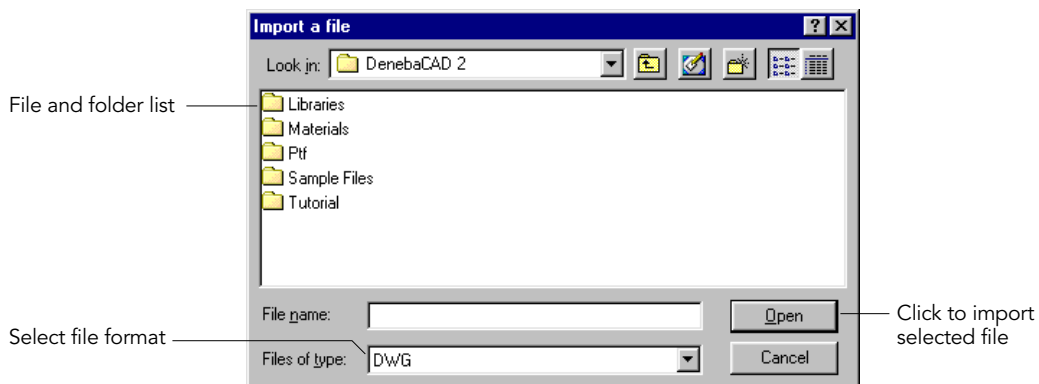 Import a file
Look in: DenebaCAD 2
File and folder list
Libraries
Materials
Ptf
Sample Files
Tutorial
File name:
Open
Click to import
selected file
Select file format
Files of type: DWG
Cancel